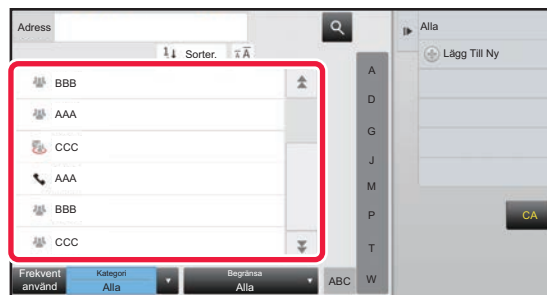 Adress
Sorter.
BBB
AAA
CCC
AAA
BBB
CCC
A
D
G
J
M
P
T
W
ABC
Frekvent
använd
Kategori
Alla
Begränsa
Alla
Alla
Lägg Till Ny
CA